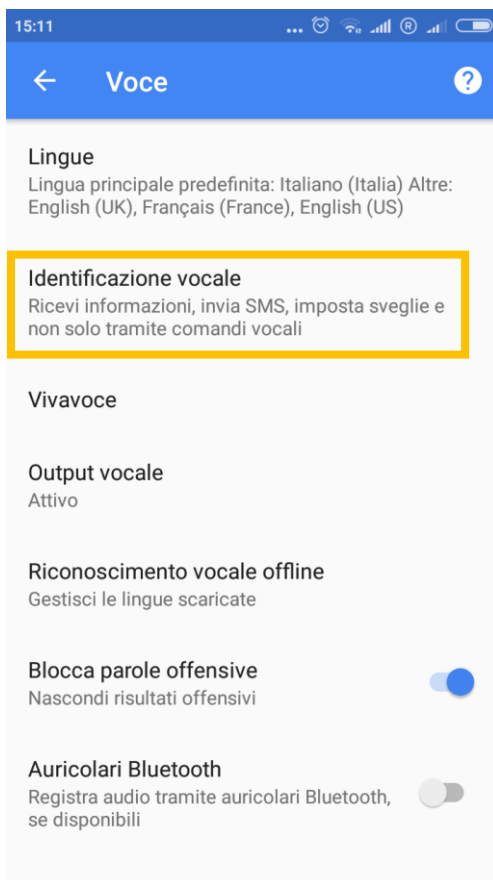 15:11
... ®
Voce
?
Lingue
Lingua principale predefinita: Italiano (Italia) Altre:
English (UK), Français (France), English (US)
Identificazione vocale
Ricevi informazioni, invia SMS, imposta sveglie e
non solo tramite comandi vocali
Vivavoce
Output vocale
Attivo
Riconoscimento vocale offline
Gestisci le lingue scaricate
Blocca parole offensive
Nascondi risultati offensivi
Auricolari Bluetooth
Registra audio tramite auricolari Bluetooth,
se disponibili